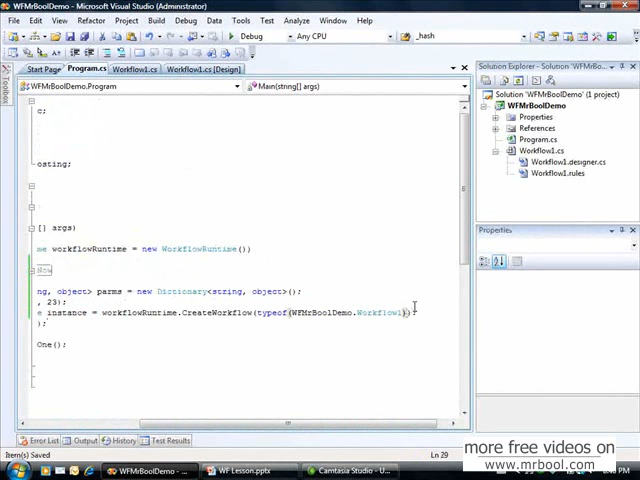 WFMrBoolDemo - Microsoft Visual Studio (Administrator)
File Edit View Refactor Project Build Debug Data Tools Test Analyze Window Help
Debug Any CPU _hash
Start Page Program.cs Workflow1.cs Workflow1.cs [Design]
Toolbox
WFMrBoolDemo.Program Main(string[] args)
c;
osting;
[] args)
me workflowRuntime = new WorkflowRuntime())
Now
ng, object> parms = new Dictionary<string, object>();
, 23);
e instance = workflowRuntime.CreateWorkflow(typeof(WFMrBoolDemo.Workflow1));
);
One();
Solution Explorer - Solution 'WFMrBo...
Solution 'WFMrBoolDemo' (1 project)
WFMrBoolDemo
Properties
References
Program.cs
Workflow1.cs
Workflow1.designer.cs
Workflow1.rules
Properties
Error List Output History Test Results
Item(s) Saved Ln 29
more free videos on
www.mrbool.com
WFMrBoolDemo - ... WF Lesson.pptx Camtasia Studio - U...